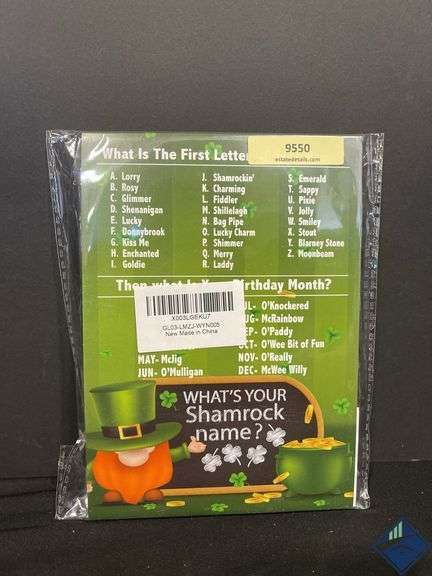 9550
estatedetails.com
What Is The First Letter
A. Lorry
B. Rosy
C. Glimmer
D. Shenanigan
E. Lucky
F. Donnybrook
G. Kiss Me
H. Enchanted
I. Goldie
J. Shamrockin'
K. Charming
L. Fiddler
M. Shillelagh
N. Bag Pipe
O. Lucky Charm
P. Shimmer
Q. Merry
R. Laddy
S. Emerald
T. Sappy
U. Pixie
V. Jolly
W. Smiley
X. Stout
Y. Blarney Stone
Z. Moonbeam
Then what Is Birthday Month?
X003LGEKU7
GL03-LMZJ-WYN005
New Made in China
MAY- McJig
JUN- O'Mulligan
JUL- O'Knockered
AUG- McRainbow
SEP- O'Paddy
OCT- O'Wee Bit of Fun
NOV- O'Really
DEC- McWee Willy
WHAT'S YOUR
Shamrock
name?